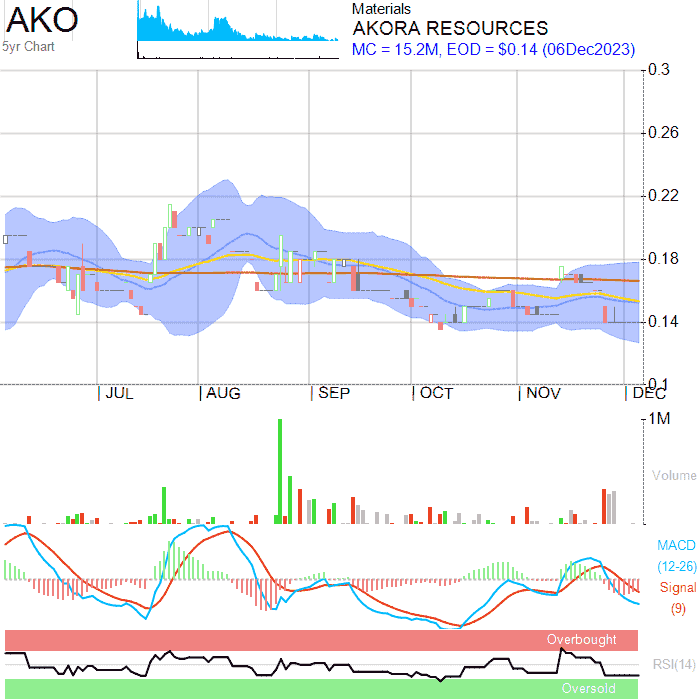 AKO
5yr Chart
Materials
AKORA RESOURCES
MC = 15.2M, EOD = $0.14 (06Dec2023)
0.3
0.26
0.22
0.18
0.14
0.1
JUL AUG SEP OCT NOV DEC
1M
Volume
MACD
(12-26)
Signal
(9)
Overbought
RSI(14)
Oversold